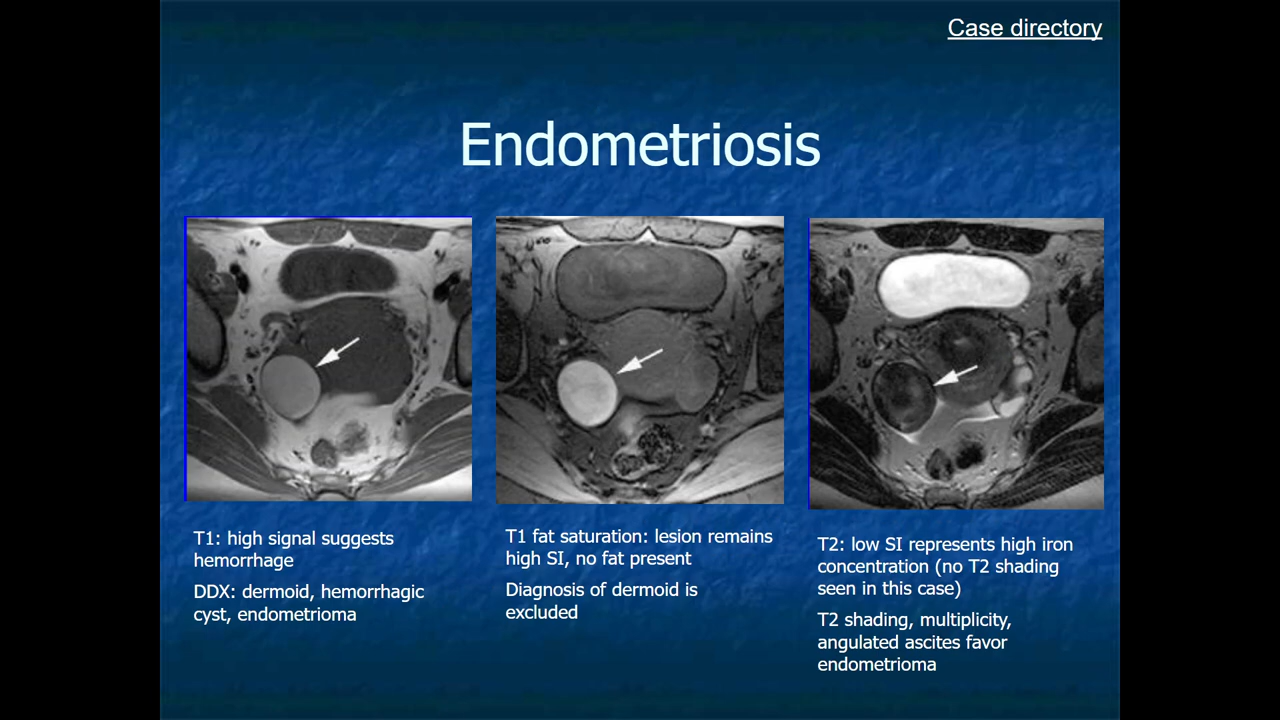 Case directory
Endometriosis
T1: high signal suggests
hemorrhage
DDX: dermoid, hemorrhagic
cyst, endometrioma
T1 fat saturation: lesion remains
high SI, no fat present
Diagnosis of dermoid is
excluded
T2: low SI represents high iron
concentration (no T2 shading
seen in this case)
T2 shading, multiplicity,
angulated ascites favor
endometrioma